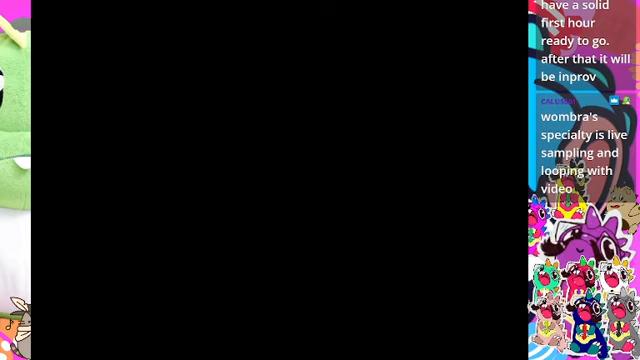 have a solid
first hour
ready to go.
after that it will
be inprov
wombra's
specialty is live
sampling and
looping with
video